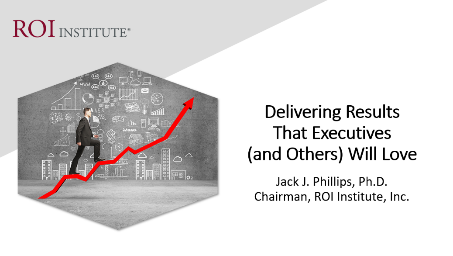 ROI INSTITUTE®
Delivering Results
That Executives
(and Others) Will Love
Jack J. Phillips, Ph.D.
Chairman, ROI Institute, Inc.